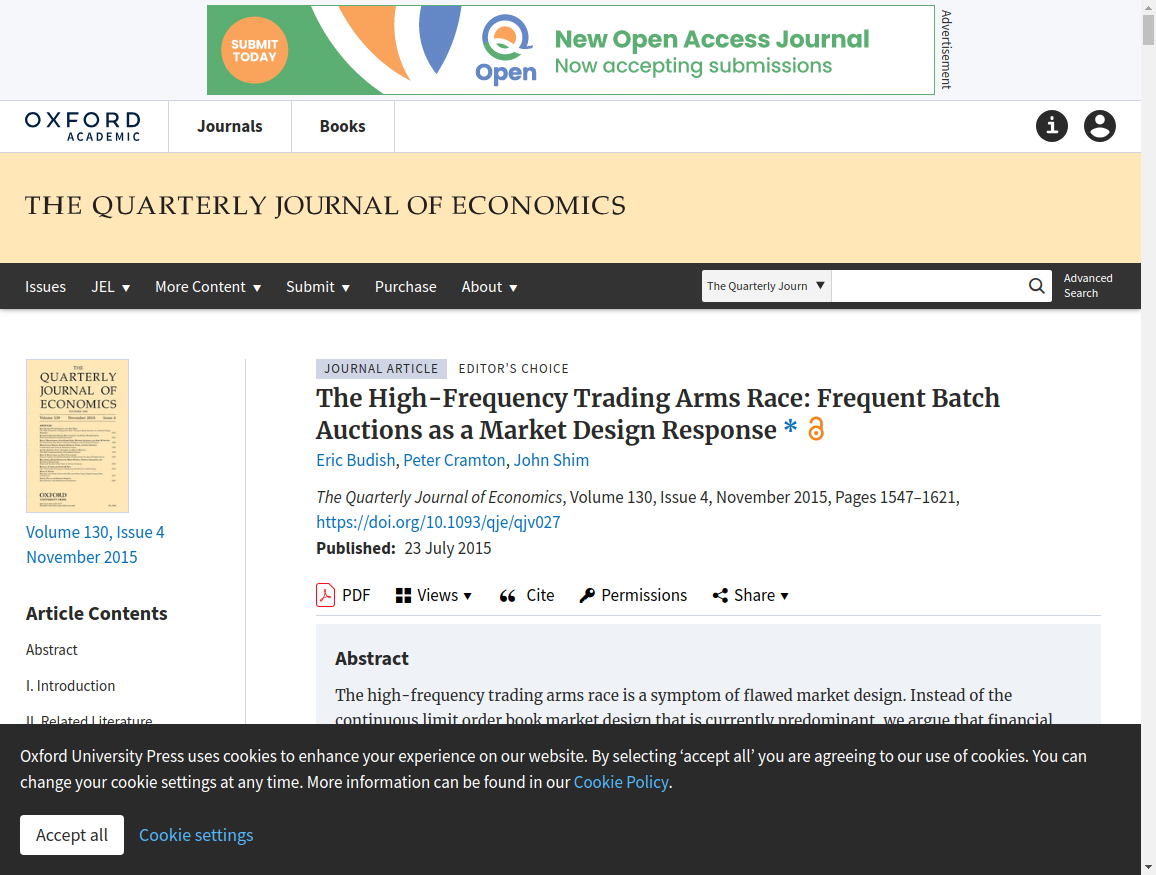 SUBMIT
TODAY
Open
New Open Access Journal
Now accepting submissions
Advertisement
OXFORD
ACADEMIC
Journals
Books
THE QUARTERLY JOURNAL OF ECONOMICS
Issues
JEL
More Content
Submit
Purchase
About
The Quarterly Journ
Advanced
Search
THE
QUARTERLY
JOURNAL OF
ECONOMICS
Volume 130 November 2015 Issue 4
OXFORD
Volume 130, Issue 4
November 2015
Article Contents
Abstract
I. Introduction
II. Related Literature
JOURNAL ARTICLE EDITOR'S CHOICE
The High-Frequency Trading Arms Race: Frequent Batch
Auctions as a Market Design Response *
Eric Budish, Peter Cramton, John Shim
The Quarterly Journal of Economics, Volume 130, Issue 4, November 2015, Pages 1547–1621,
https://doi.org/10.1093/qje/qjv027
Published: 23 July 2015
PDF
Views
Cite
Permissions
Share
Abstract
The high-frequency trading arms race is a symptom of flawed market design. Instead of the
continuous limit order book market design that is currently predominant, we argue that financial
Oxford University Press uses cookies to enhance your experience on our website. By selecting ‘accept all’ you are agreeing to our use of cookies. You can
change your cookie settings at any time. More information can be found in our Cookie Policy.
Accept all
Cookie settings